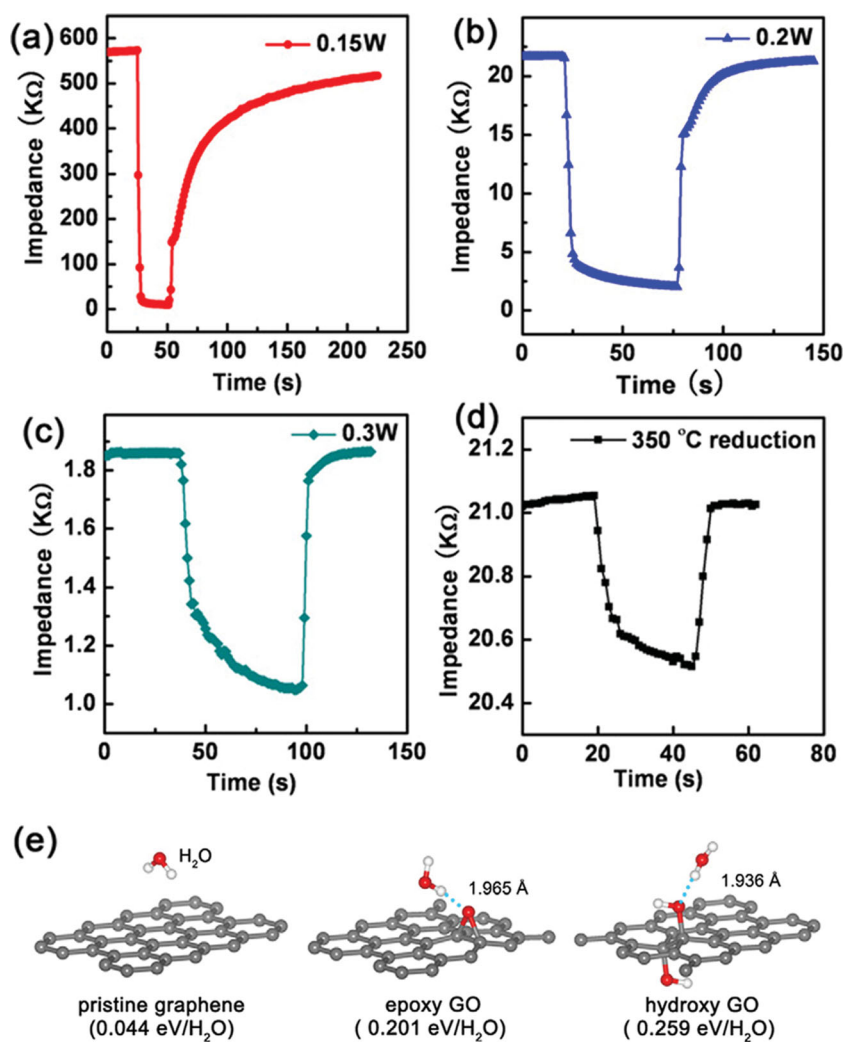 (a)
600
500
400
300
200
100
0
Impedance (KΩ)
0.15W
0 50 100 150 200 250
Time (s)
(b)
20
15
10
5
0
Impedance (KΩ)
0.2W
0 50 100 150
Time (s)
(c)
1.8
1.6
1.4
1.2
1.0
Impedance (KΩ)
0.3W
0 50 100 150
Time (s)
(d)
21.2
21.0
20.8
20.6
20.4
Impedance (KΩ)
350 °C reduction
0 20 40 60 80
Time (s)
(e)
H₂O
1.965 Å
1.936 Å
pristine graphene
(0.044 eV/H₂O)
epoxy GO
( 0.201 eV/H₂O)
hydroxy GO
( 0.259 eV/H₂O)